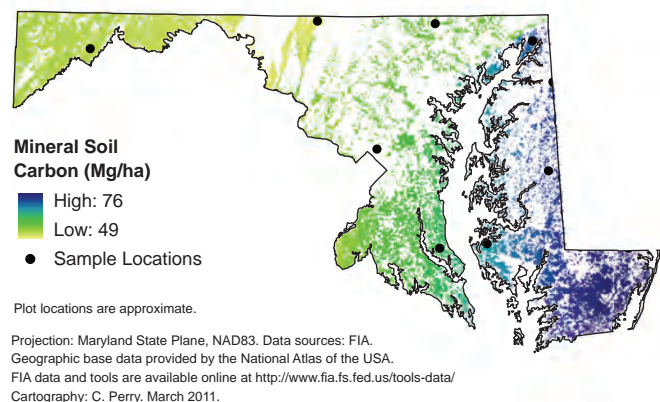 Mineral Soil
Carbon (Mg/ha)
High: 76
Low: 49
Sample Locations
Plot locations are approximate.
Projection: Maryland State Plane, NAD83. Data sources: FIA.
Geographic base data provided by the National Atlas of the USA.
FIA data and tools are available online at http://www.fia.fs.fed.us/tools-data/
Cartography: C. Perry. March 2011.